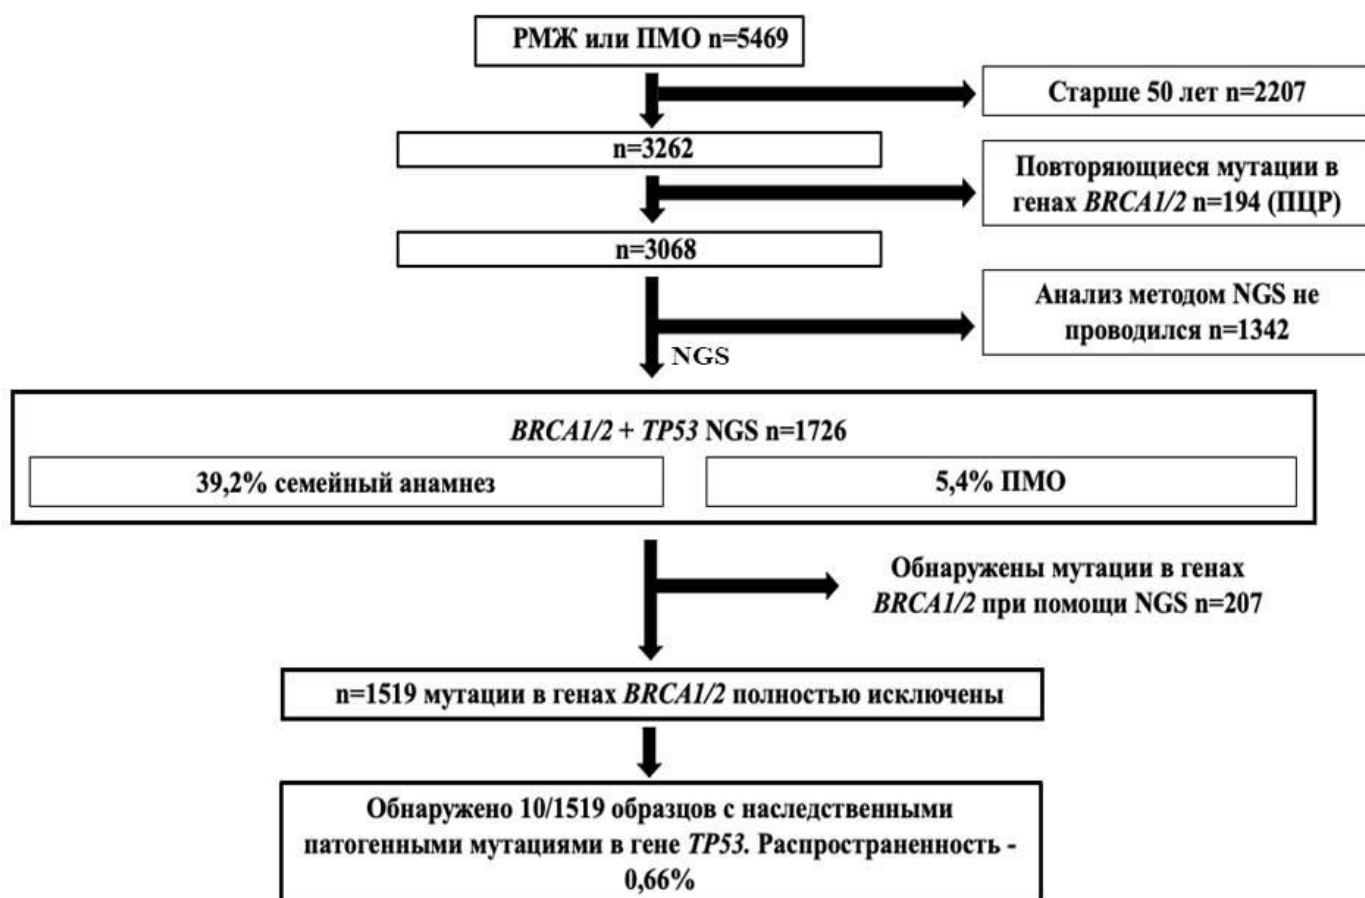 РМЖ или ПМО n=5469
Старше 50 лет n=2207
n=3262
Повторяющиеся мутации в
генах BRCA1/2 n=194 (ПЦР)
n=3068
Анализ методом NGS не
проводился n=1342
NGS
BRCA1/2 + TP53 NGS n=1726
39,2% семейный анамнез
5,4% ПМО
Обнаружены мутации в генах
BRCA1/2 при помощи NGS n=207
n=1519 мутации в генах BRCA1/2 полностью исключены
Обнаружено 10/1519 образцов с наследственными
патогенными мутациями в гене TP53. Распространенность -
0,66%